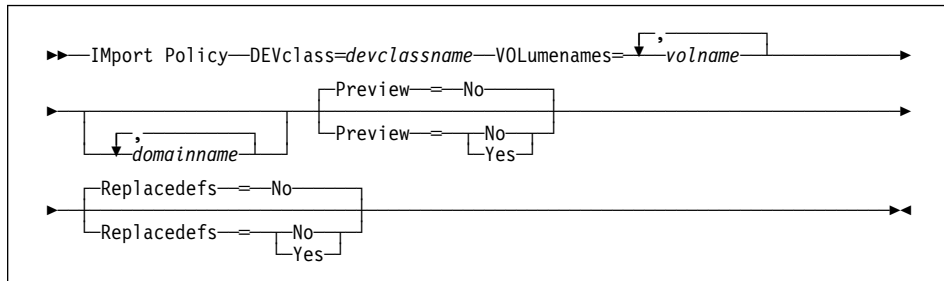 ,
IMport Policy DEVclass=devclassname VOLumenames= volname
Preview = No
,
domainname
Preview = No
Yes
Replacedefs = No
Replacedefs = No
Yes